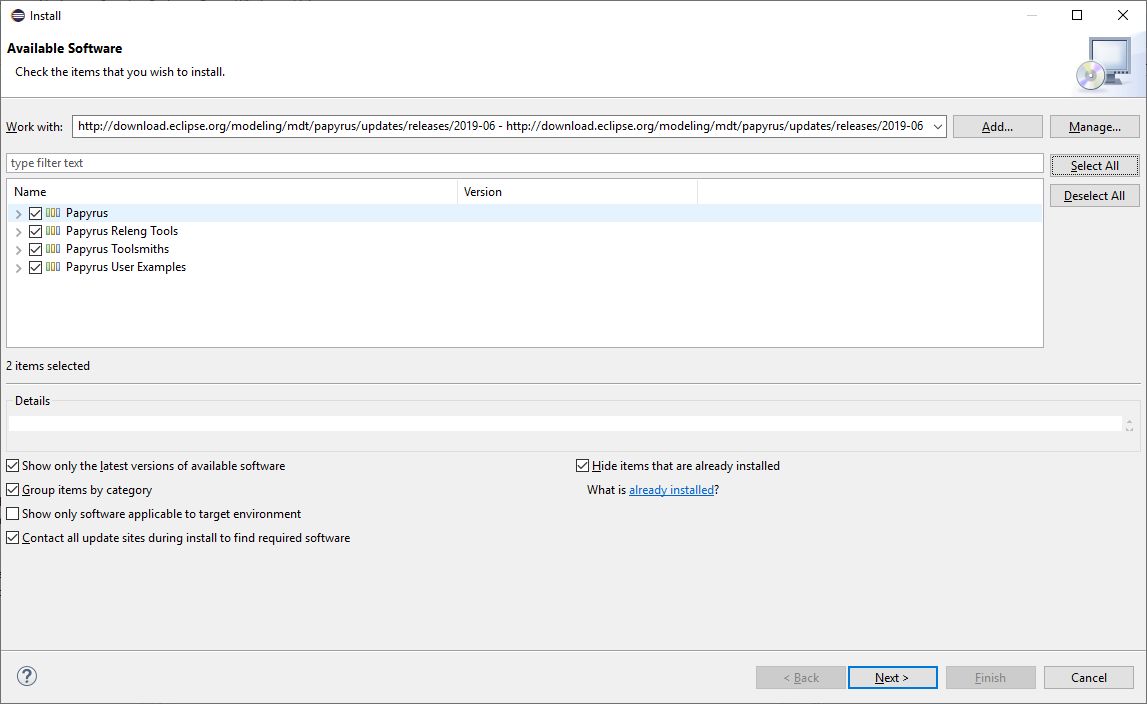 Install
Available Software
Check the items that you wish to install.
Work with: http://download.eclipse.org/modeling/mdt/papyrus/updates/releases/2019-06 - http://download.eclipse.org/modeling/mdt/papyrus/updates/releases/2019-06 Add... Manage...
type filter text Select All
Name Version Deselect All
Papyrus
Papyrus Releng Tools
Papyrus Toolsmiths
Papyrus User Examples
2 items selected
Details
Show only the latest versions of available software Hide items that are already installed
Group items by category What is already installed?
Show only software applicable to target environment
Contact all update sites during install to find required software
? < Back Next > Finish Cancel